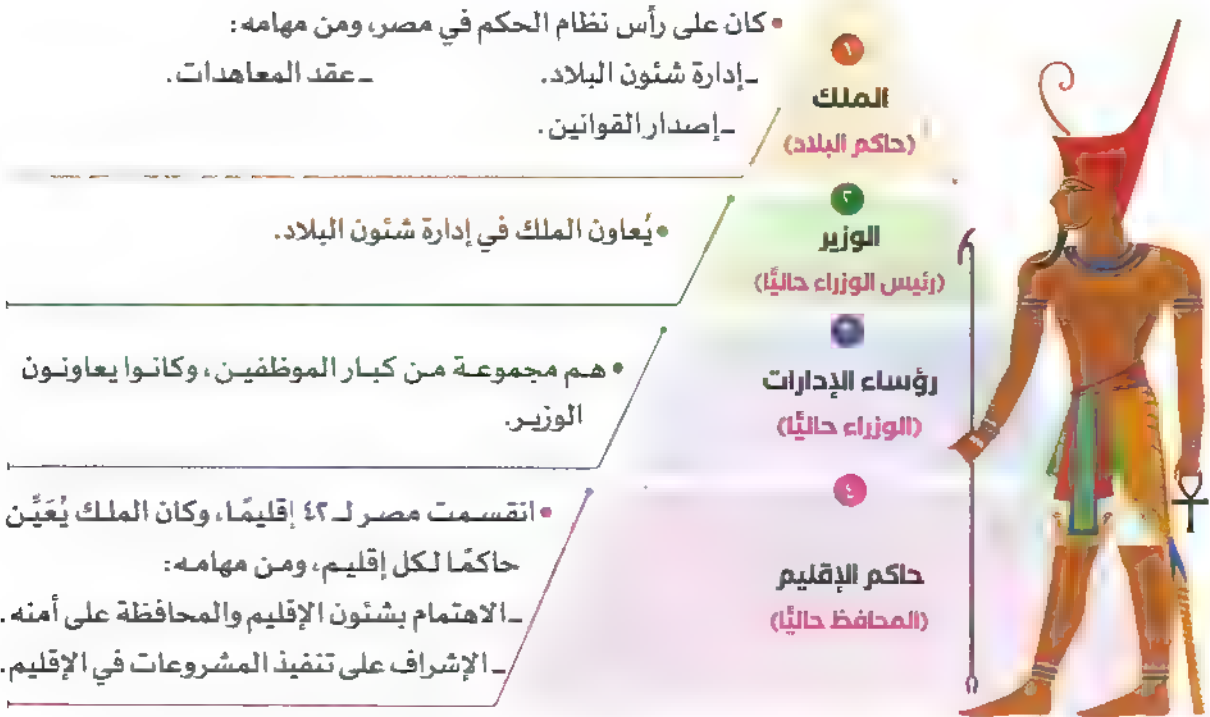 ١
الملك
(حاكم البلاد)
• كان على رأس نظام الحكم في مصر، ومن مهامه:
ـ إدارة شئون البلاد. ـ عقد المعاهدات.
ـ إصدار القوانين.
٢
الوزير
(رئيس الوزراء حاليًّا)
• يُعاون الملك في إدارة شئون البلاد.
٣
رؤساء الإدارات
(الوزراء حاليًّا)
• هم مجموعة من كبار الموظفين، وكانوا يعاونون
الوزير.
٤
حاكم الإقليم
(المحافظ حاليًّا)
• انقسمت مصر لـ ٤٢ إقليمًا، وكان الملك يُعَيِّن
حاكمًا لكل إقليم، ومن مهامه:
ـ الاهتمام بشئون الإقليم والمحافظة على أمنه.
ـ الإشراف على تنفيذ المشروعات في الإقليم.